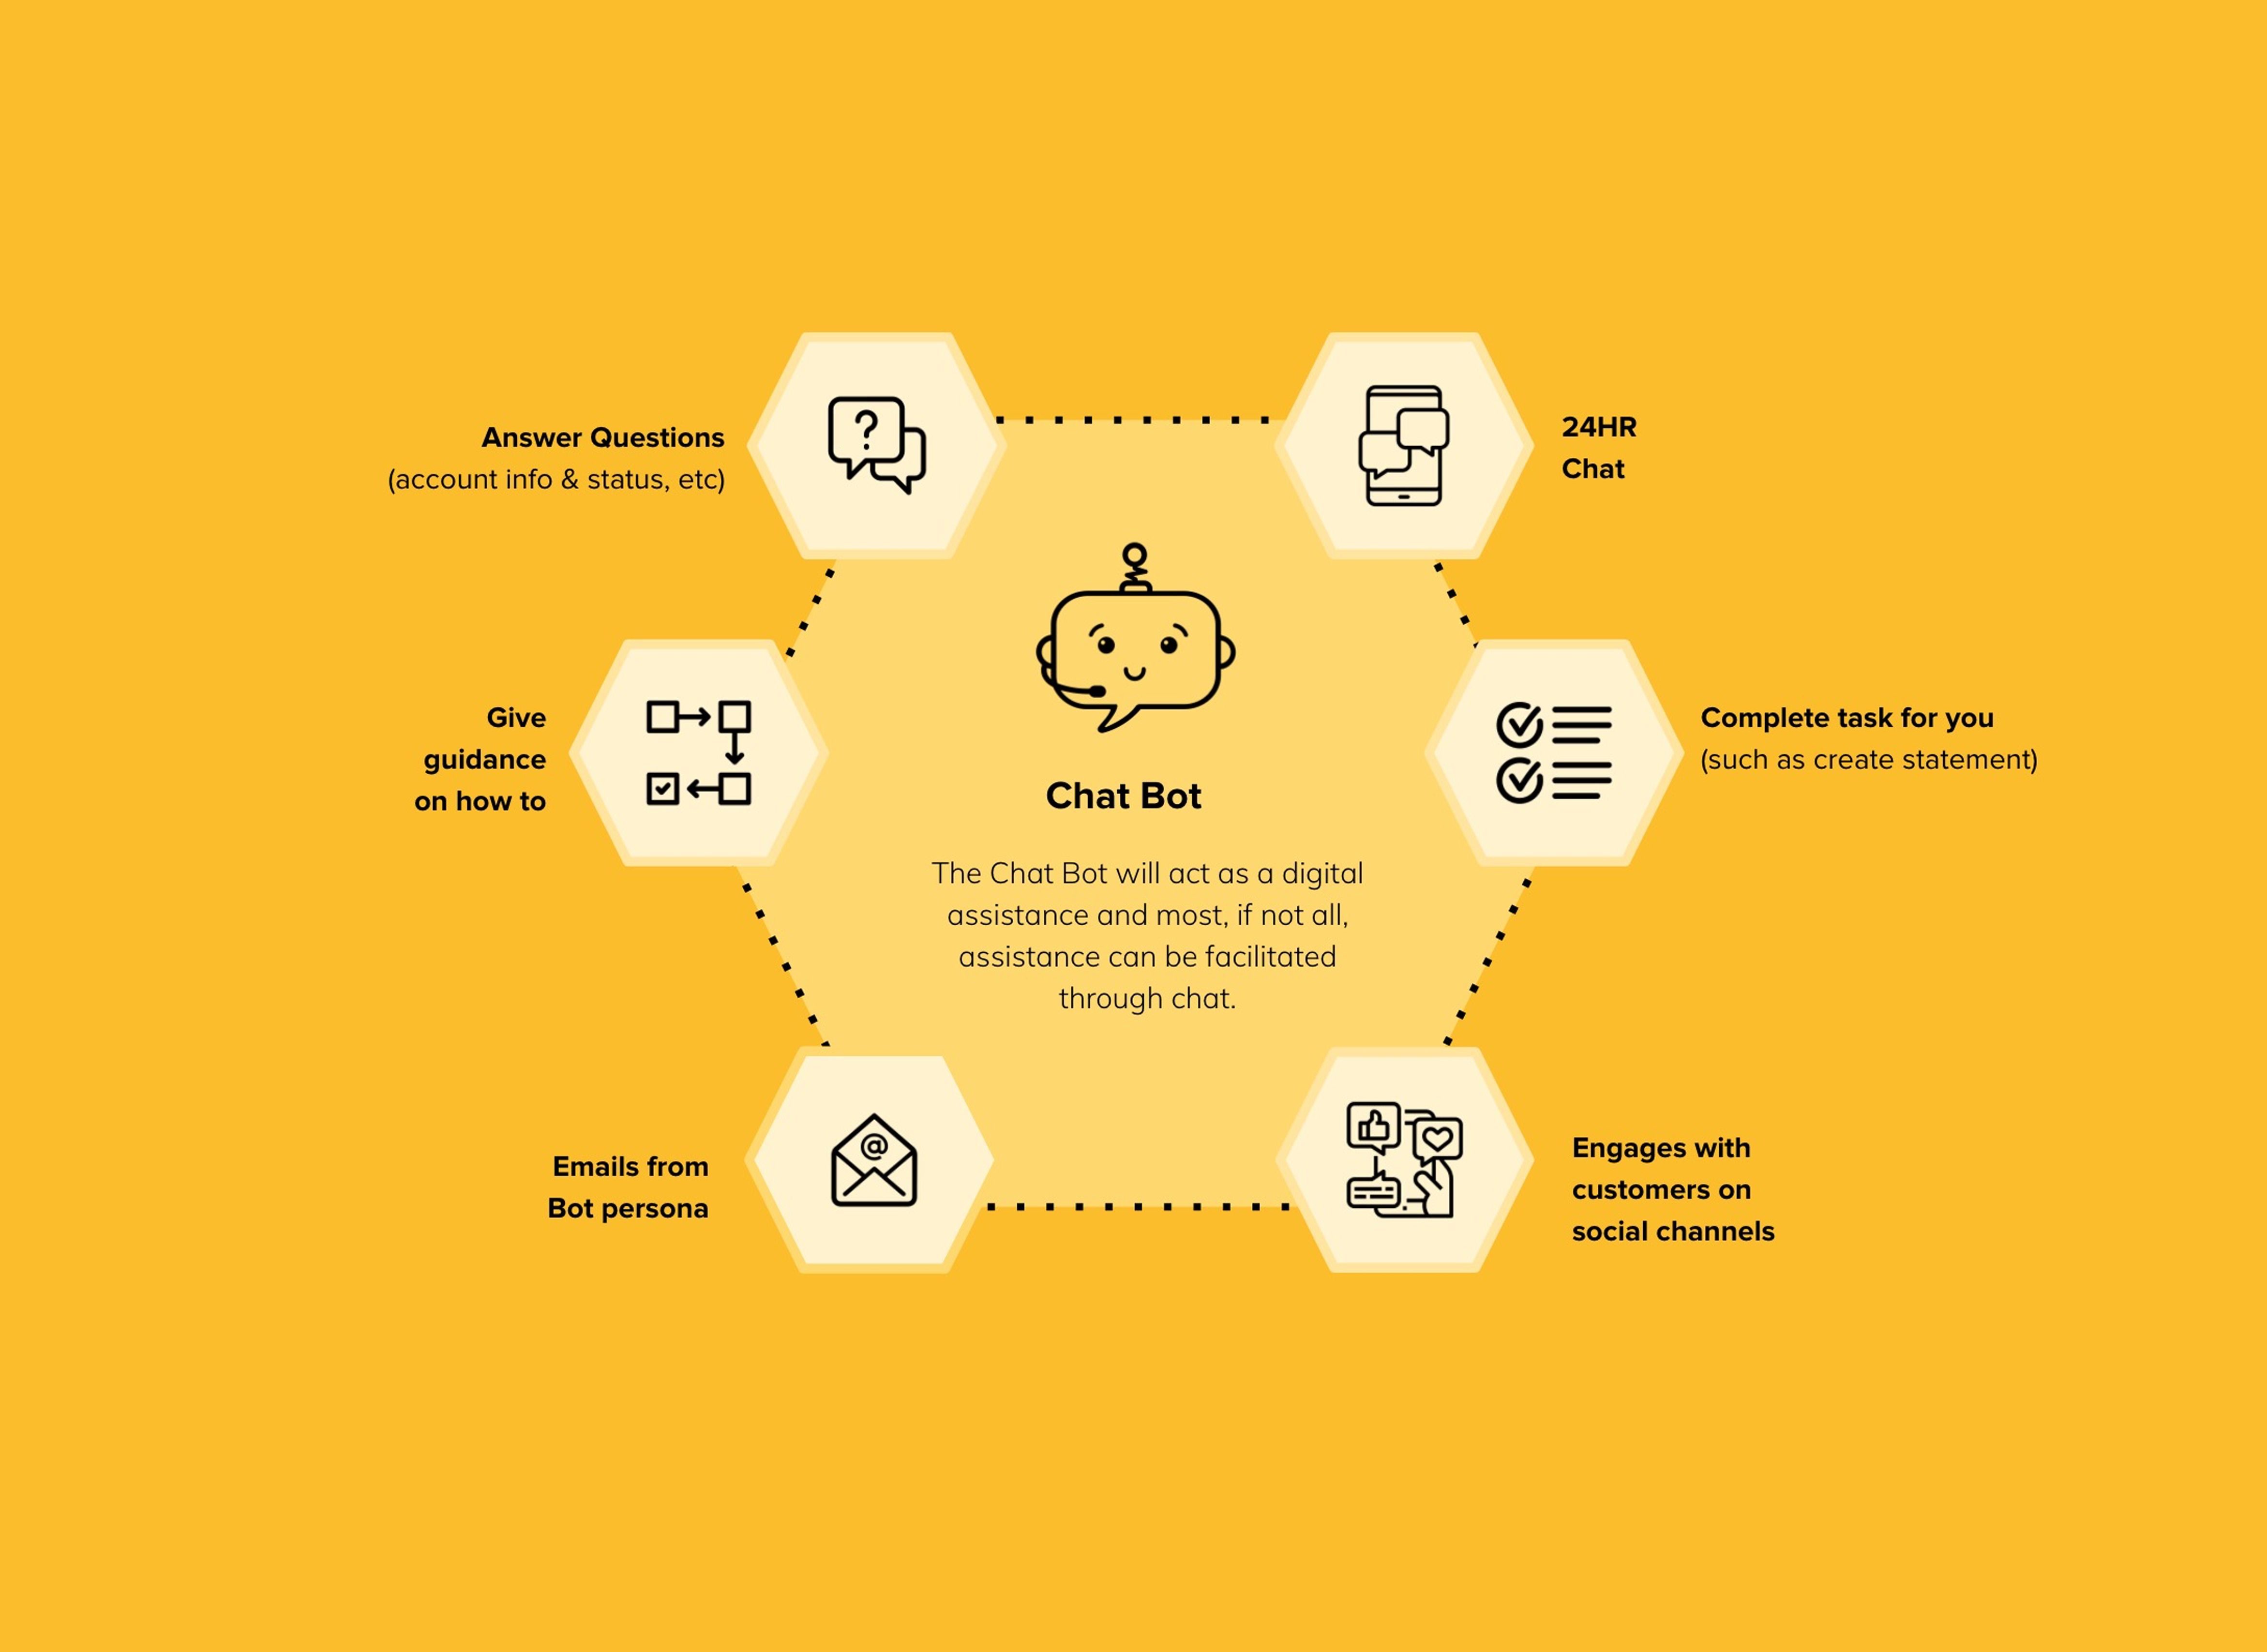 Answer Questions
(account info & status, etc)
24HR
Chat
Give
guidance
on how to
Complete task for you
(such as create statement)
Chat Bot
The Chat Bot will act as a digital
assistance and most, if not all,
assistance can be facilitated
through chat.
Emails from
Bot persona
Engages with
customers on
social channels